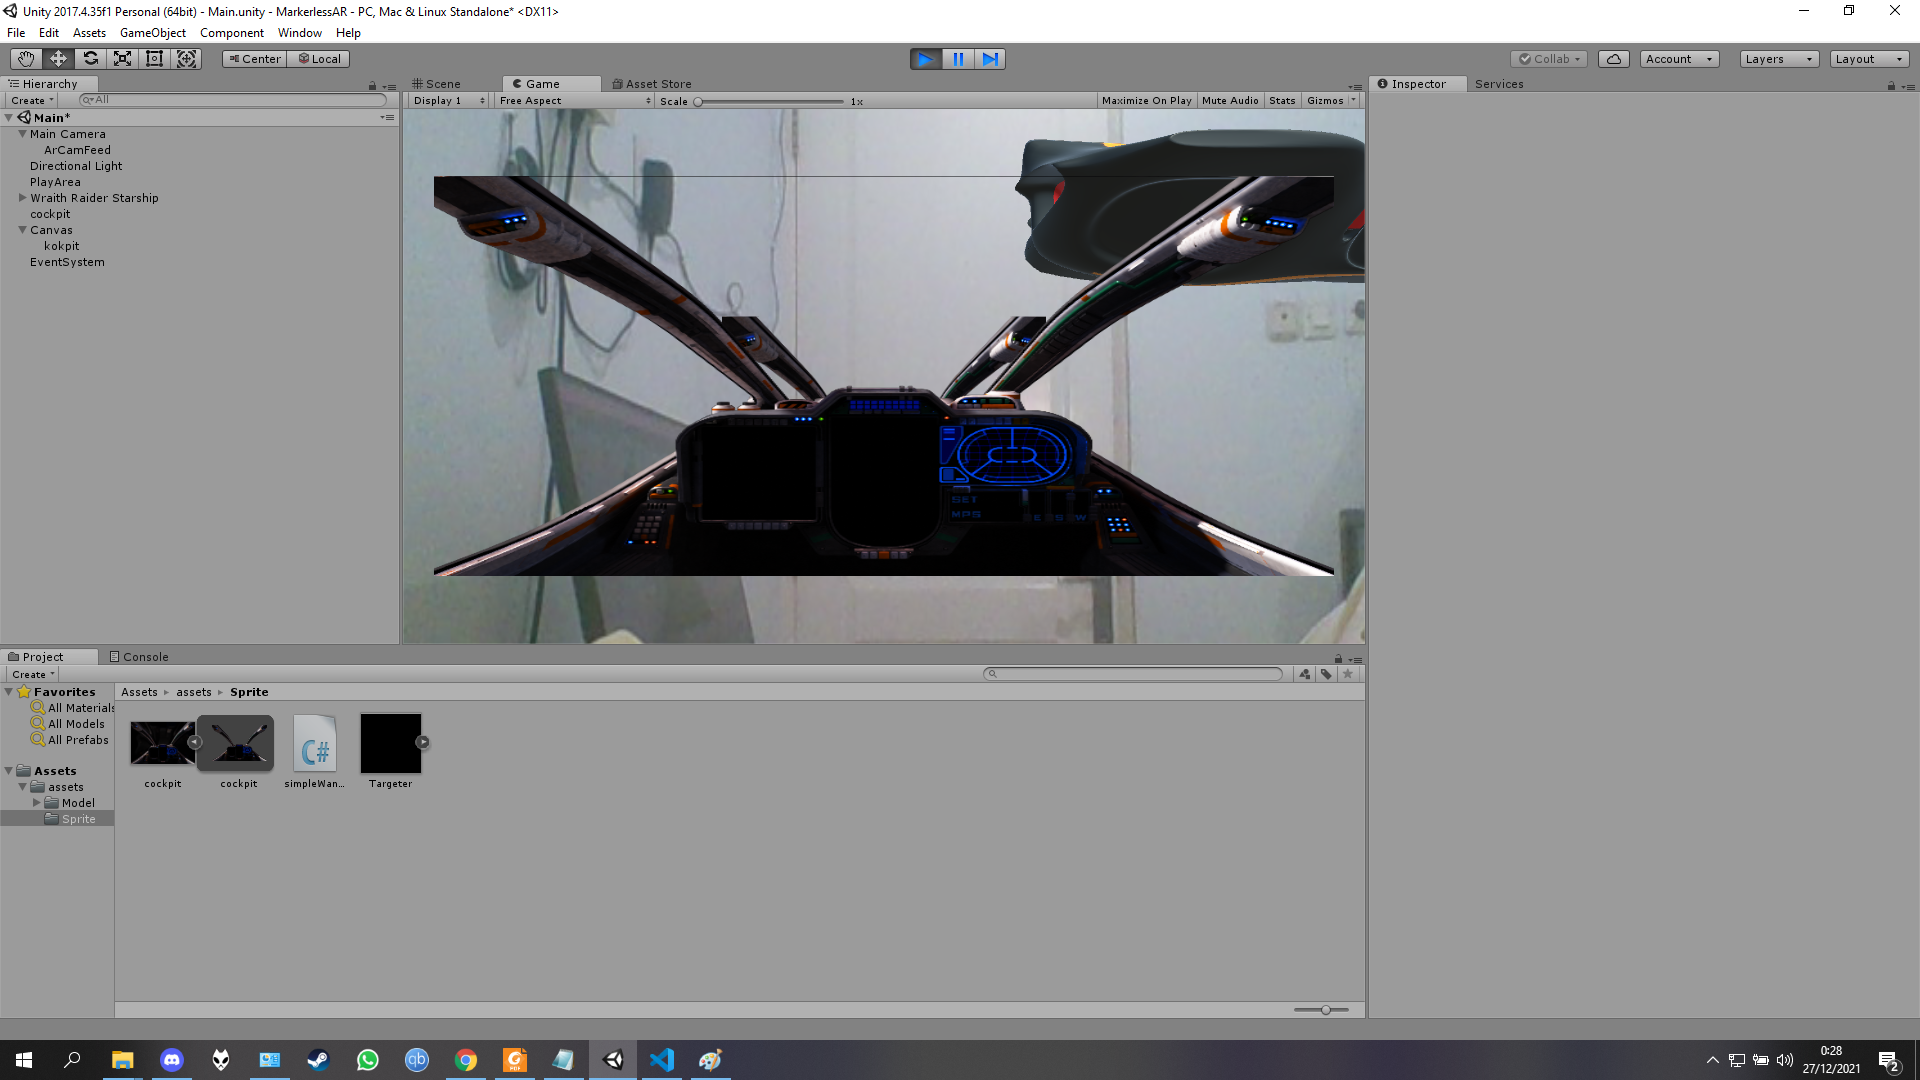 Unity 2017.4.35f1 Personal (64bit) - Main.unity - MarkerlessAR - PC, Mac & Linux Standalone* <DX11>
File Edit Assets GameObject Component Window Help
Center Local Collab Account Layers Layout
Hierarchy Scene Game Asset Store Inspector Services
Create All Display 1 Free Aspect Scale 1x Maximize On Play Mute Audio Stats Gizmos
Main*
Main Camera
ArCamFeed
Directional Light
PlayArea
Wraith Raider Starship
cockpit
Canvas
kokpit
EventSystem
SET
MPS E S W
Project Console
Create
Favorites
All Materials
All Models
All Prefabs
Assets
assets
Model
Sprite
Assets assets Sprite
C#
cockpit cockpit simpleWan... Targeter
0:28
27/12/2021
2